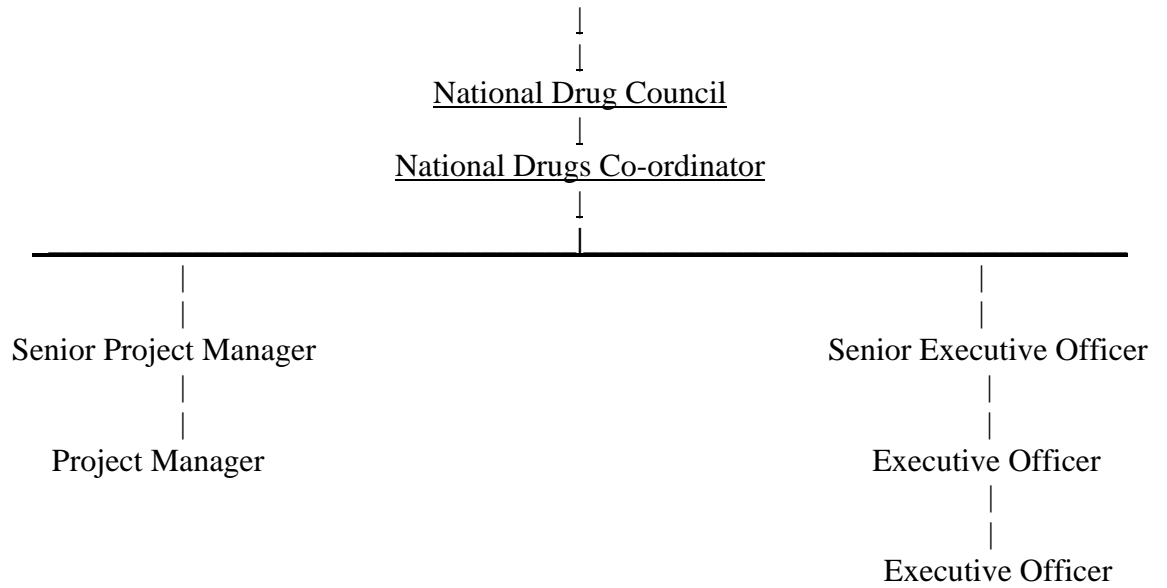 National Drug Council
National Drugs Co-ordinator
Senior Project Manager
Senior Executive Officer
Project Manager
Executive Officer
Executive Officer